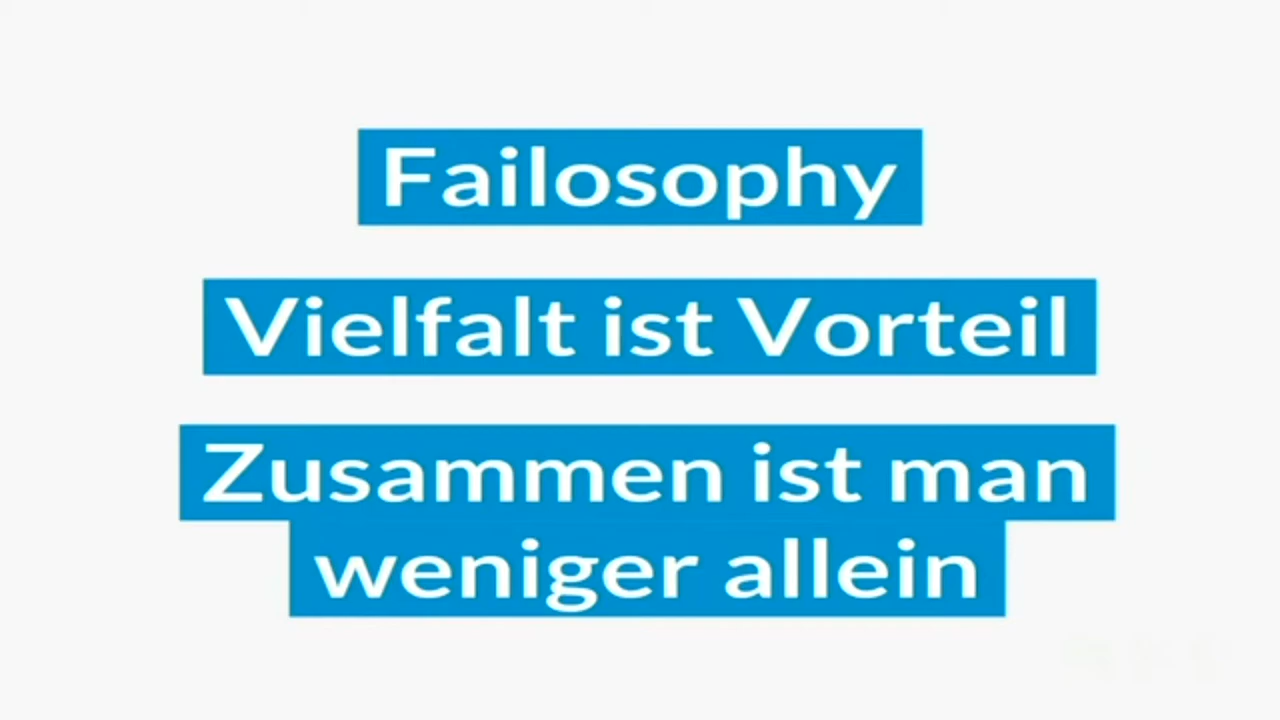 Failosophy
Vielfalt ist Vorteil
Zusammen ist man
weniger allein